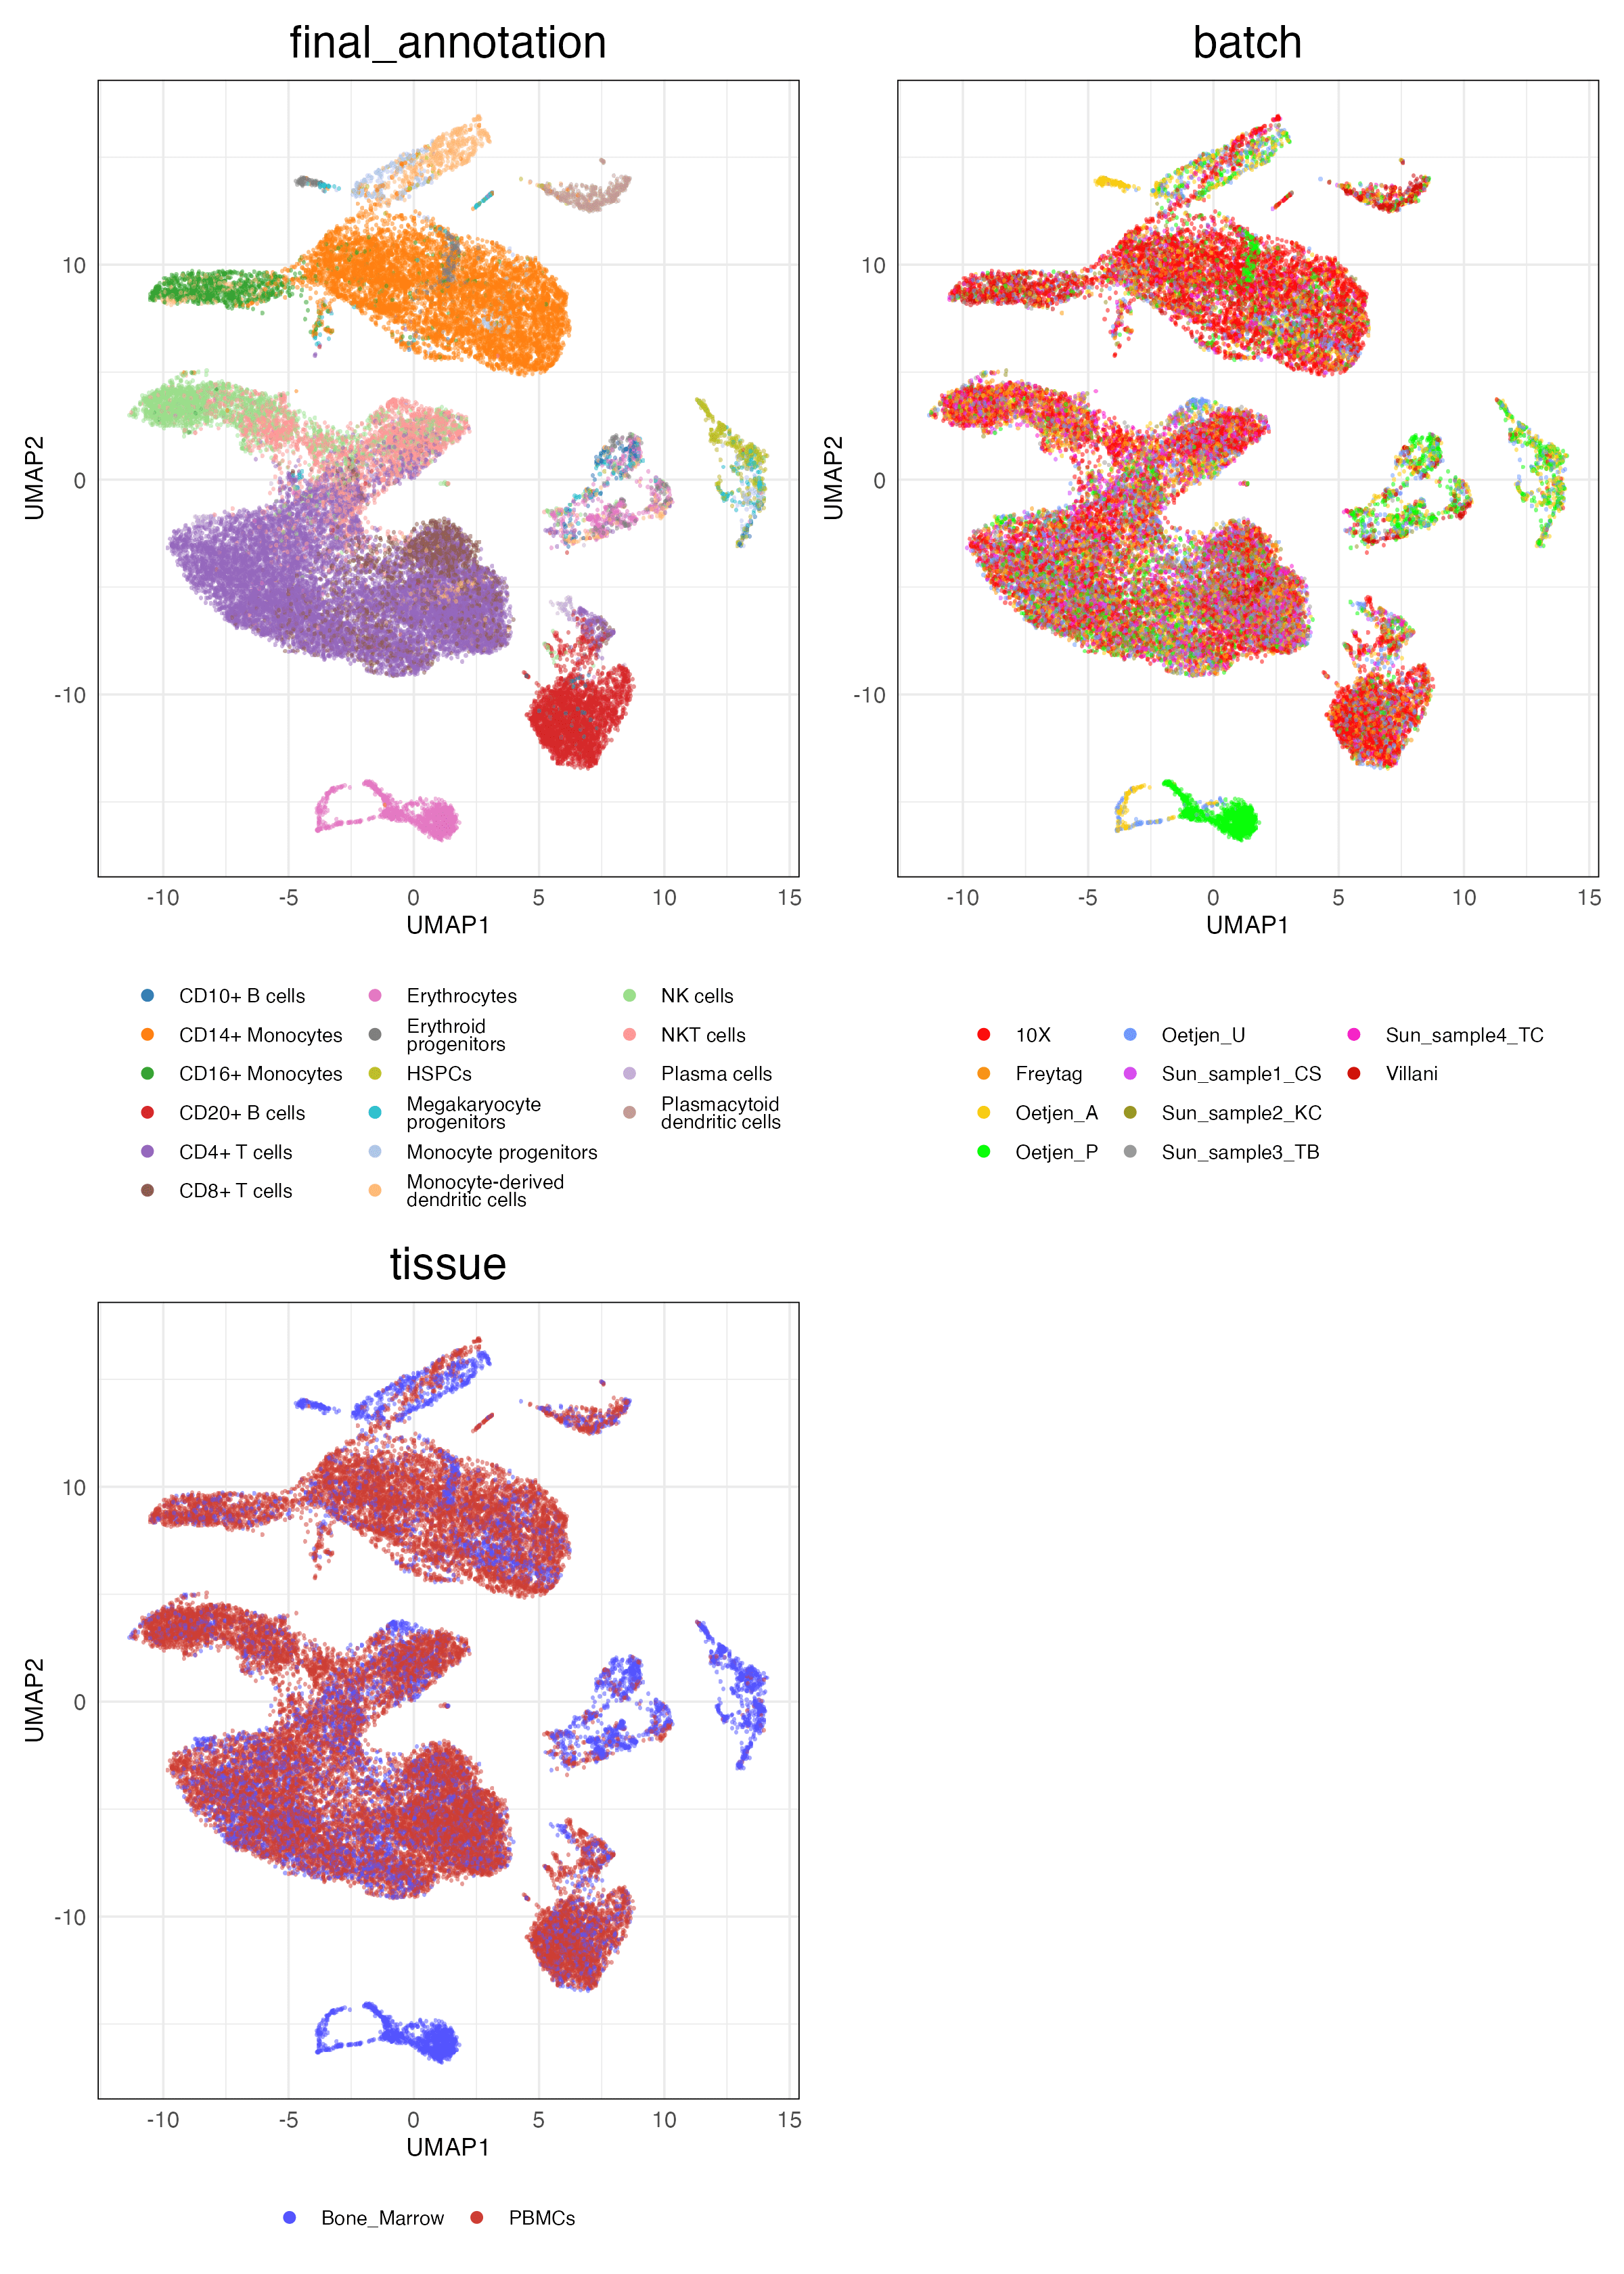 final_annotation
batch
10
0
-10
UMAP2
-10
-5
0
5
10
15
UMAP1
10
0
-10
UMAP2
-10
-5
0
5
10
15
UMAP1
CD10+ B cells
CD14+ Monocytes
CD16+ Monocytes
CD20+ B cells
CD4+ T cells
CD8+ T cells
Erythrocytes
Erythroid
progenitors
HSPCs
Megakaryocyte
progenitors
Monocyte progenitors
Monocyte-derived
dendritic cells
NK cells
NKT cells
Plasma cells
Plasmacytoid
dendritic cells
10X
Freytag
Oetjen_A
Oetjen_P
Oetjen_U
Sun_sample1_CS
Sun_sample2_KC
Sun_sample3_TB
Sun_sample4_TC
Villani
tissue
10
0
-10
UMAP2
-10
-5
0
5
10
15
UMAP1
Bone_Marrow
PBMCs